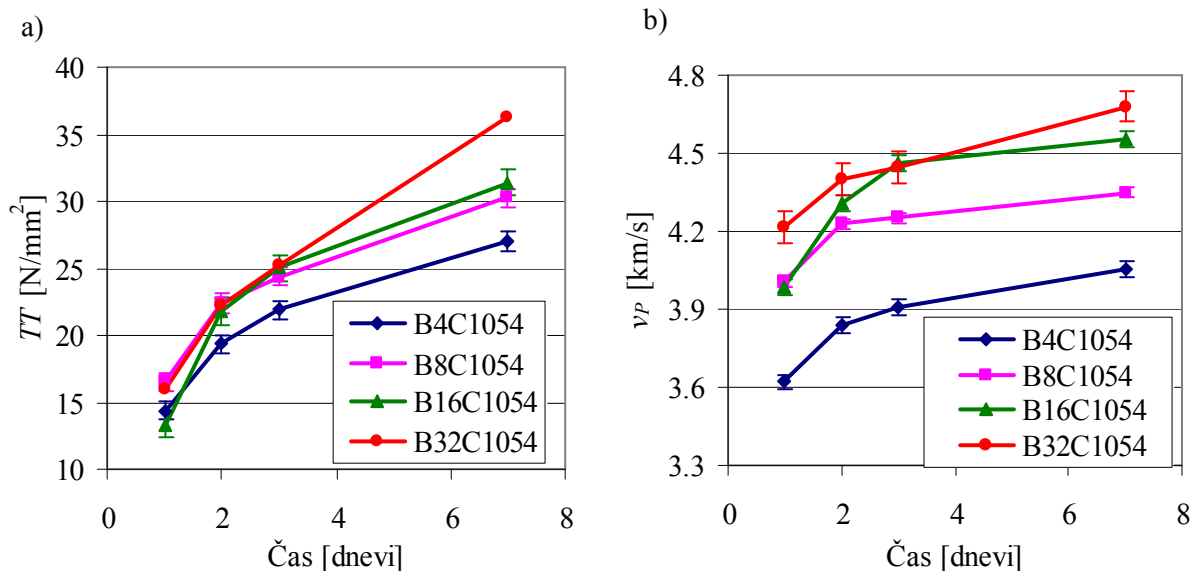 a)
TT [N/mm²]
40
35
30
25
20
15
10
0 2 4 6 8
Čas [dnevi]
B4C1054
B8C1054
B16C1054
B32C1054
b)
vP [km/s]
4.8
4.5
4.2
3.9
3.6
3.3
0 2 4 6 8
Čas [dnevi]
B4C1054
B8C1054
B16C1054
B32C1054